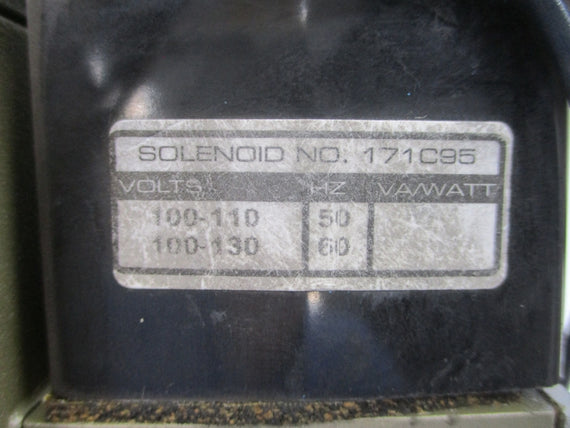 SOLENOID NO. 171C95
VOLTS HZ VA/WATT
100-110 50
100-130 60